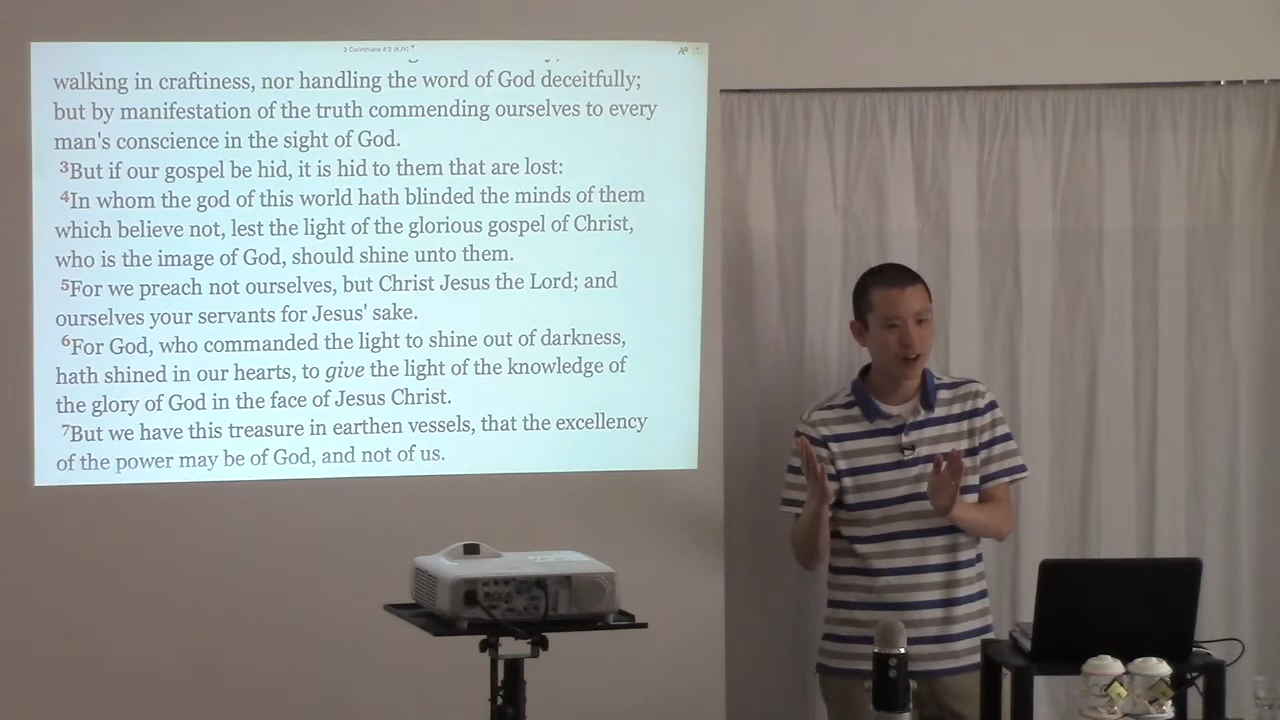 2 Corinthians 4:2 (KJV)
walking in craftiness, nor handling the word of God deceitfully;
but by manifestation of the truth commending ourselves to every
man's conscience in the sight of God.
3But if our gospel be hid, it is hid to them that are lost:
4In whom the god of this world hath blinded the minds of them
which believe not, lest the light of the glorious gospel of Christ,
who is the image of God, should shine unto them.
5For we preach not ourselves, but Christ Jesus the Lord; and
ourselves your servants for Jesus' sake.
6For God, who commanded the light to shine out of darkness,
hath shined in our hearts, to give the light of the knowledge of
the glory of God in the face of Jesus Christ.
7But we have this treasure in earthen vessels, that the excellency
of the power may be of God, and not of us.